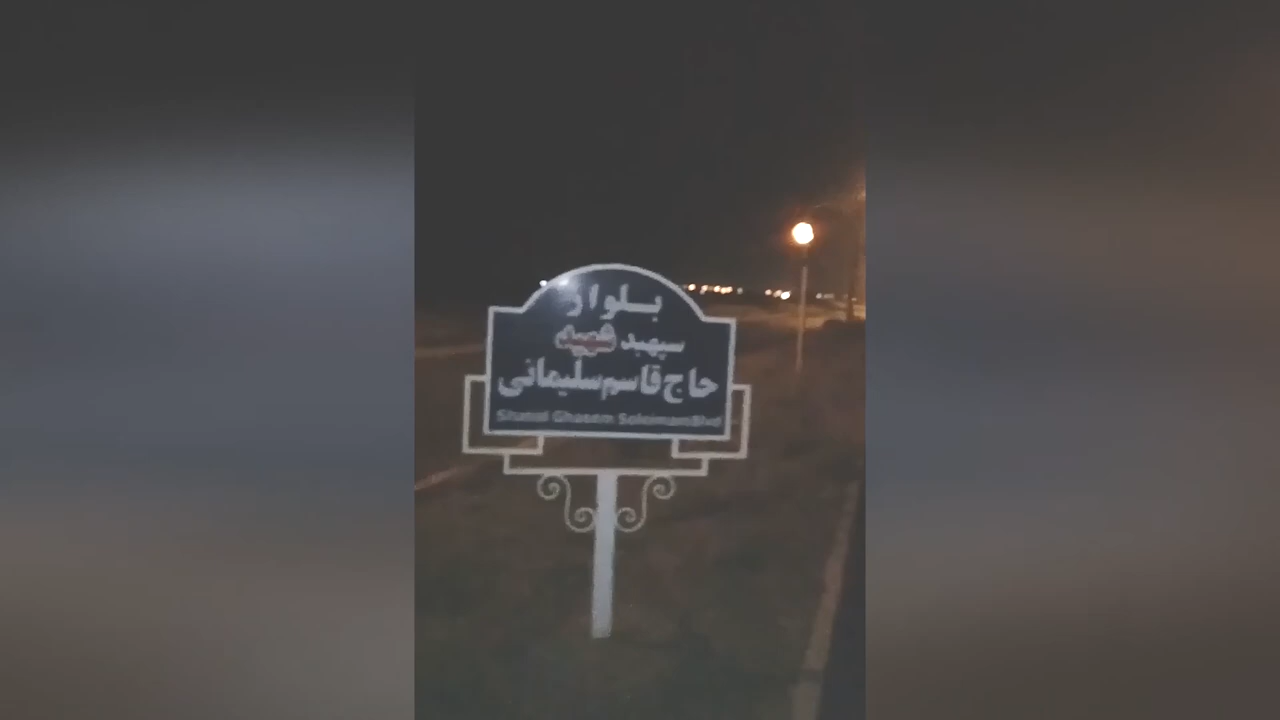 بلوار
سپهبد شهید
حاج قاسم سلیمانی
Shahid Ghasem Soleimani Blvd